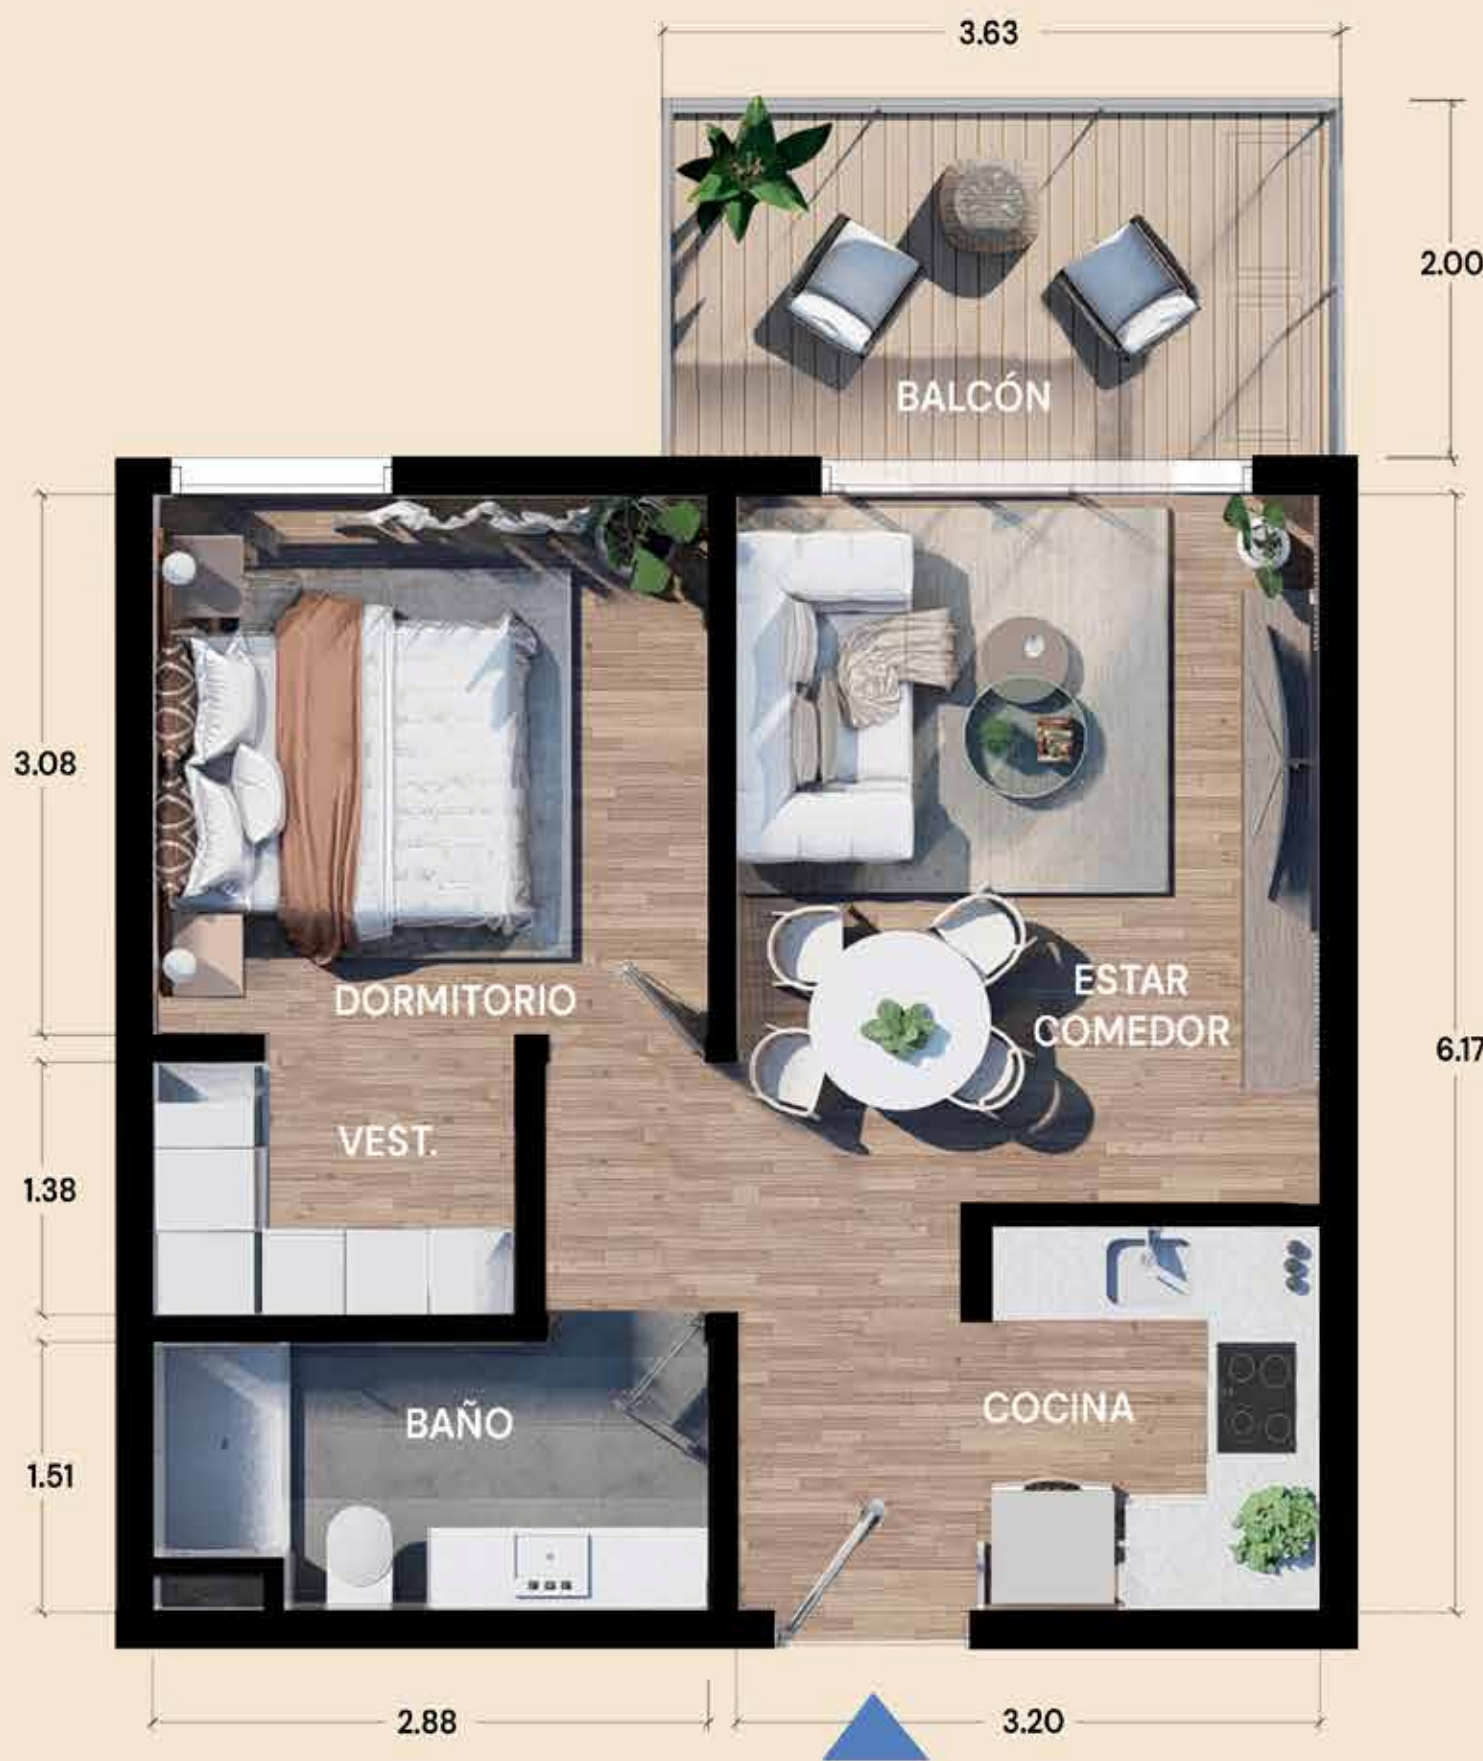 3.63
2.00
BALCÓN
3.08
DORMITORIO
ESTAR
COMEDOR
6.17
VEST.
1.38
BAÑO
COCINA
1.51
2.88
3.20